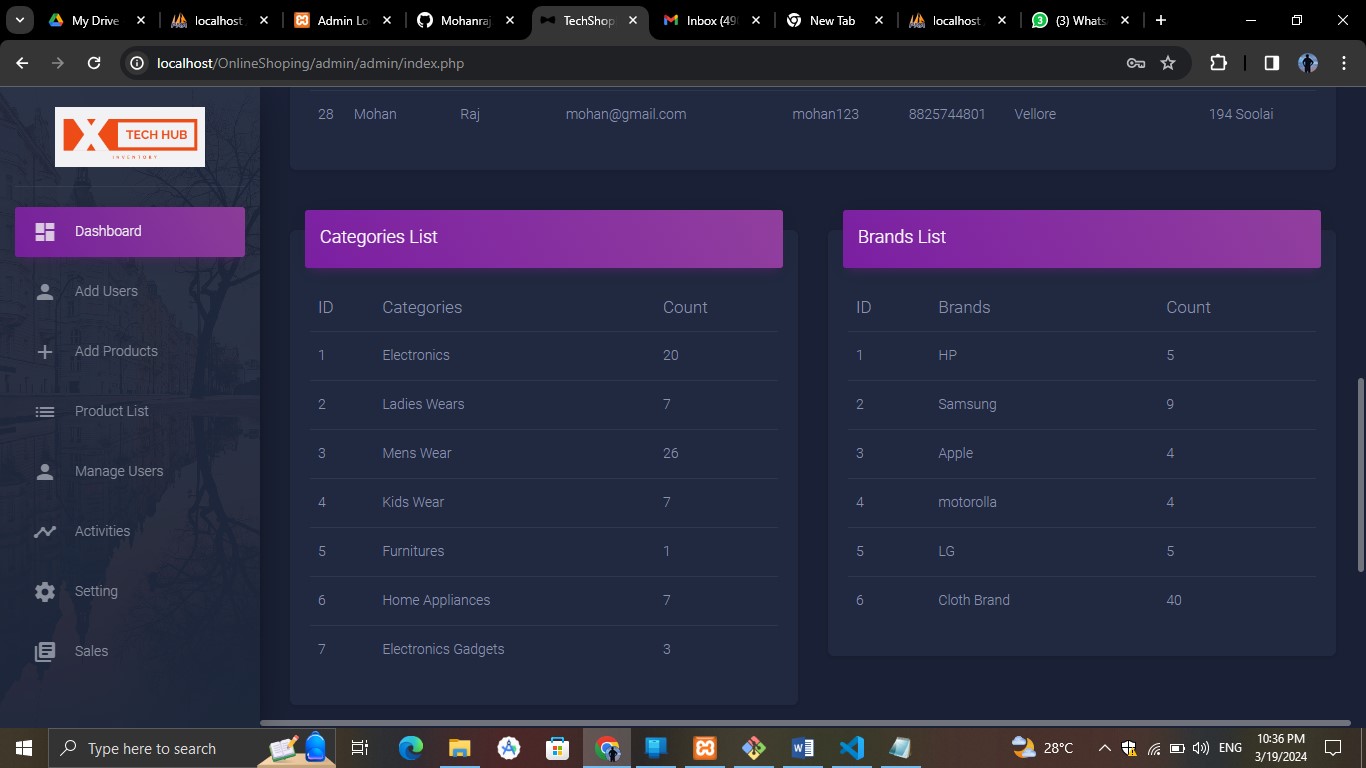 My Drive
localhost
Admin Lo
Mohanraj
TechShop
Inbox (49
New Tab
localhost
3 (3) Whats
localhost/OnlineShoping/admin/admin/index.php
X TECH HUB
INVENTORY
28 Mohan Raj mohan@gmail.com mohan123 8825744801 Vellore 194 Soolai
Dashboard
Add Users
Add Products
Product List
Manage Users
Activities
Setting
Sales
Categories List
ID Categories Count
1 Electronics 20
2 Ladies Wears 7
3 Mens Wear 26
4 Kids Wear 7
5 Furnitures 1
6 Home Appliances 7
7 Electronics Gadgets 3
Brands List
ID Brands Count
1 HP 5
2 Samsung 9
3 Apple 4
4 motorolla 4
5 LG 5
6 Cloth Brand 40
Type here to search
28°C
ENG
10:36 PM
3/19/2024